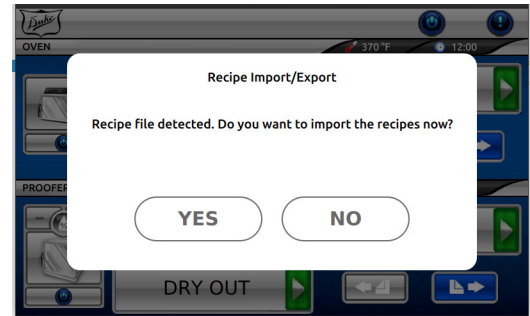 Duke
OVEN
370 °F
12:00
Recipe Import/Export
Recipe file detected. Do you want to import the recipes now?
PROOFER
YES
NO
DRY OUT